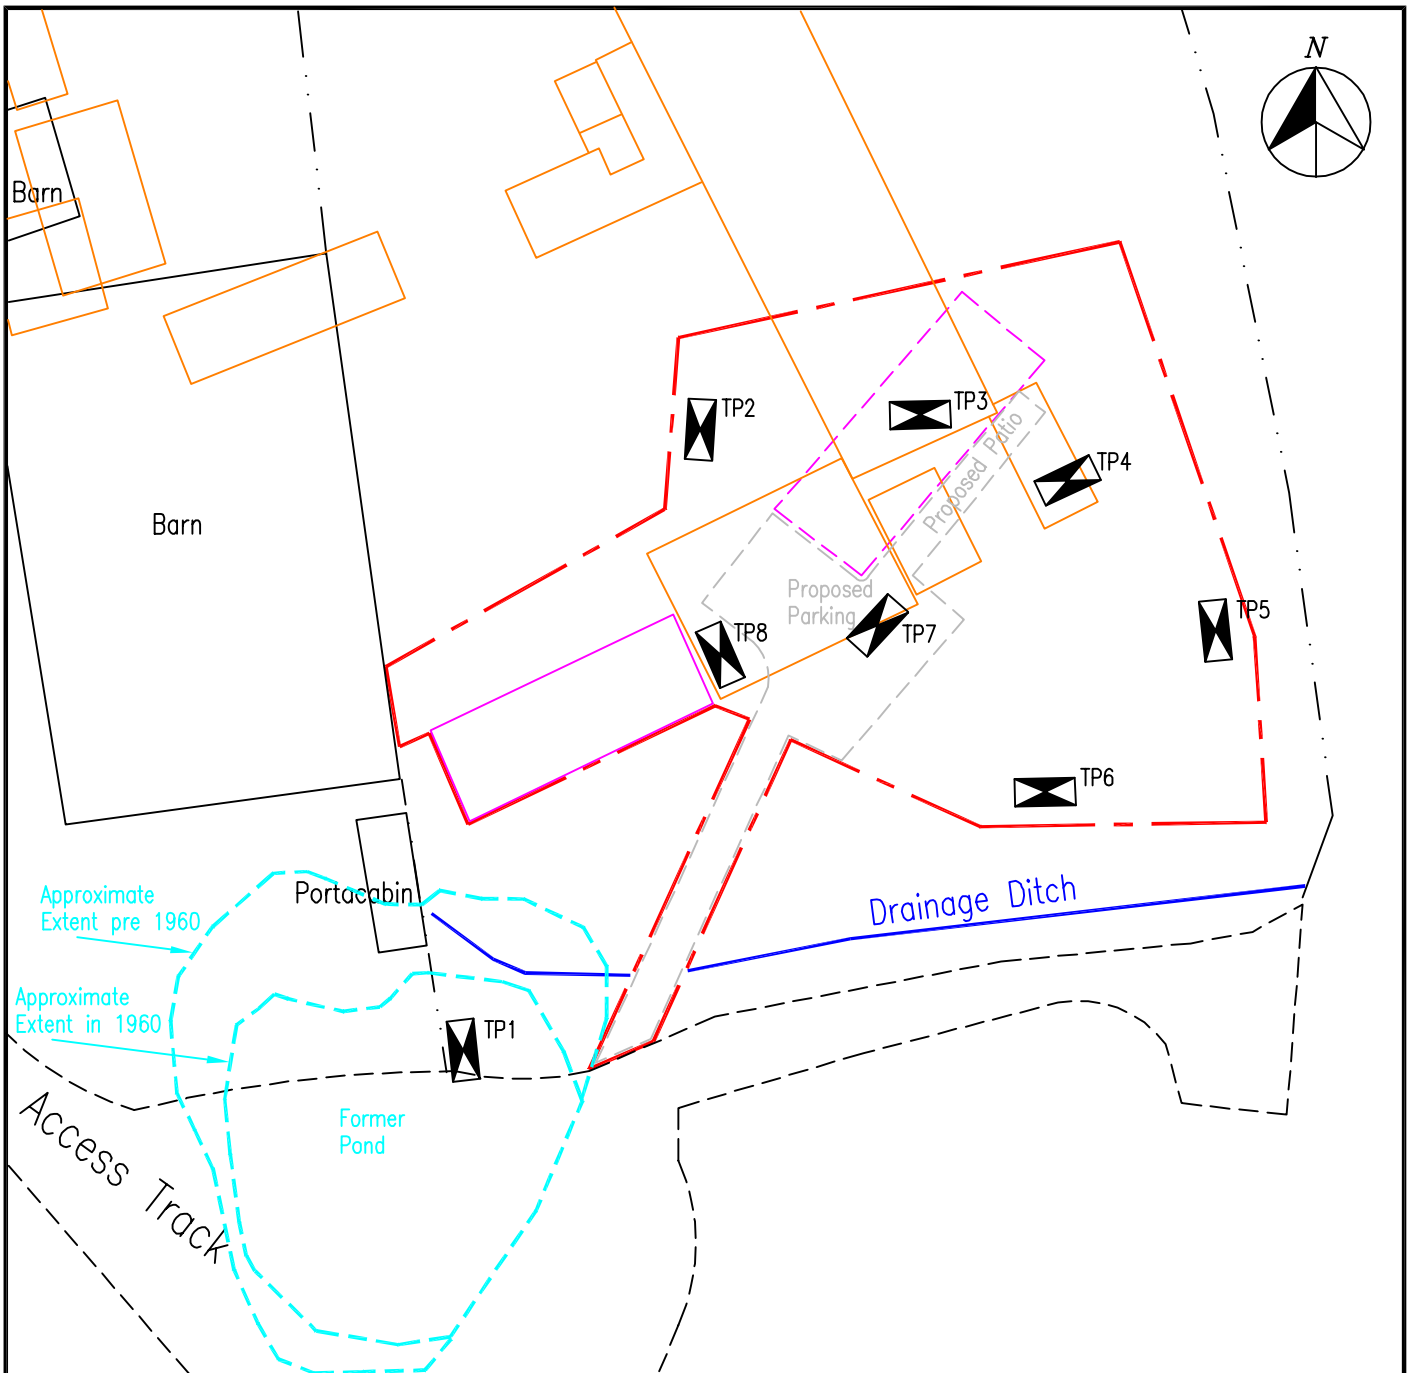 N
Barn
TP2
TP3
Proposed Patio
TP4
Barn
Proposed
Parking
TP5
TP8
TP7
TP6
Approximate
Extent pre 1960
Portacabin
Drainage Ditch
Approximate
Extent in 1960
TP1
Former
Pond
Access Track